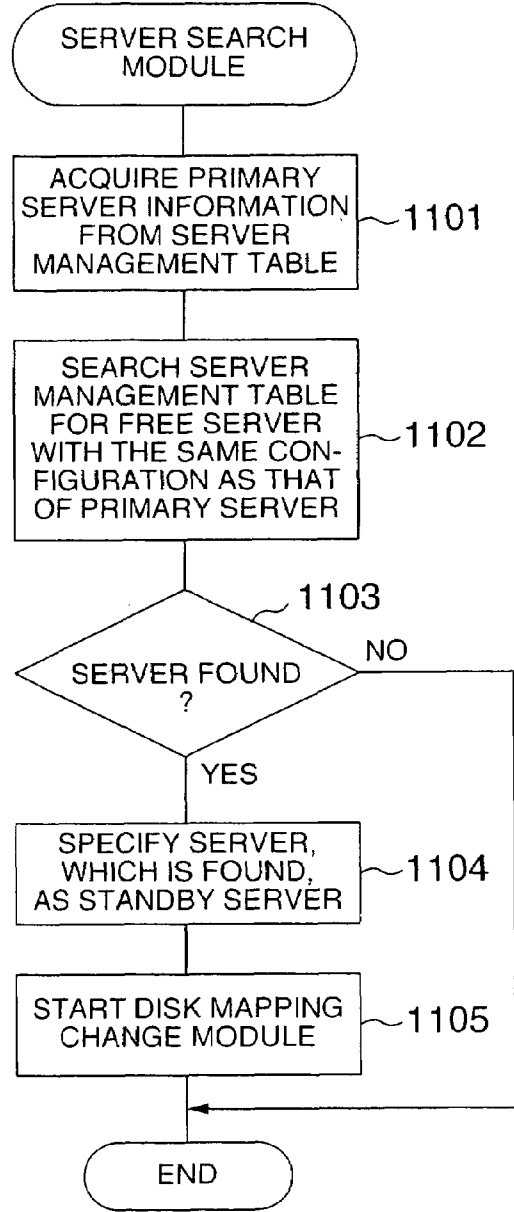 SERVER SEARCH
MODULE
ACQUIRE PRIMARY
SERVER INFORMATION
FROM SERVER
MANAGEMENT TABLE
1101
SEARCH SERVER
MANAGEMENT TABLE
FOR FREE SERVER
WITH THE SAME CON-
FIGURATION AS THAT
OF PRIMARY SERVER
1102
1103
SERVER FOUND
?
NO
YES
SPECIFY SERVER,
WHICH IS FOUND,
AS STANDBY SERVER
1104
START DISK MAPPING
CHANGE MODULE
1105
END